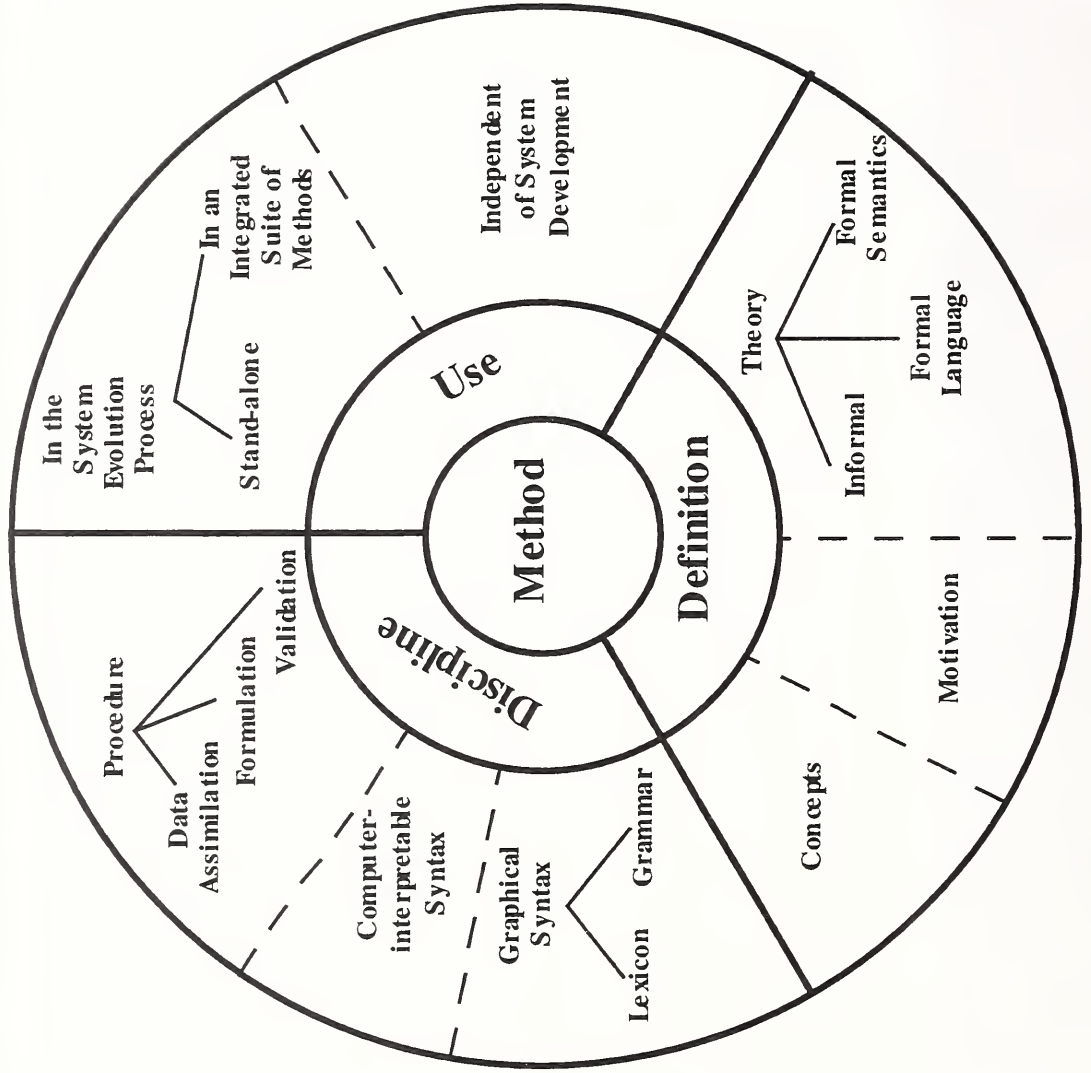 Method
Discipline
Use
Definition
Procedure
Data
Assimilation
Formulation
Validation
Computer-
interpretable
Syntax
Graphical
Syntax
Lexicon
Grammar
In the
System
Evolution
Process
Stand-alone
In an
Integrated
Suite of
Methods
Independent
of System
Development
Concepts
Motivation
Theory
Informal
Formal
Language
Formal
Semantics